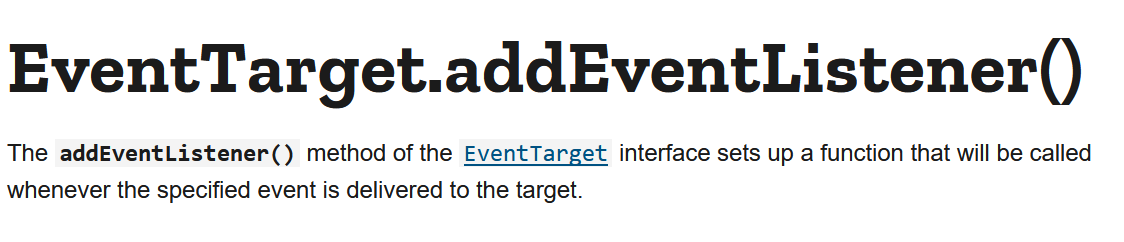 EventTarget.addEventListener()
The addEventListener() method of the EventTarget interface sets up a function that will be called
whenever the specified event is delivered to the target.